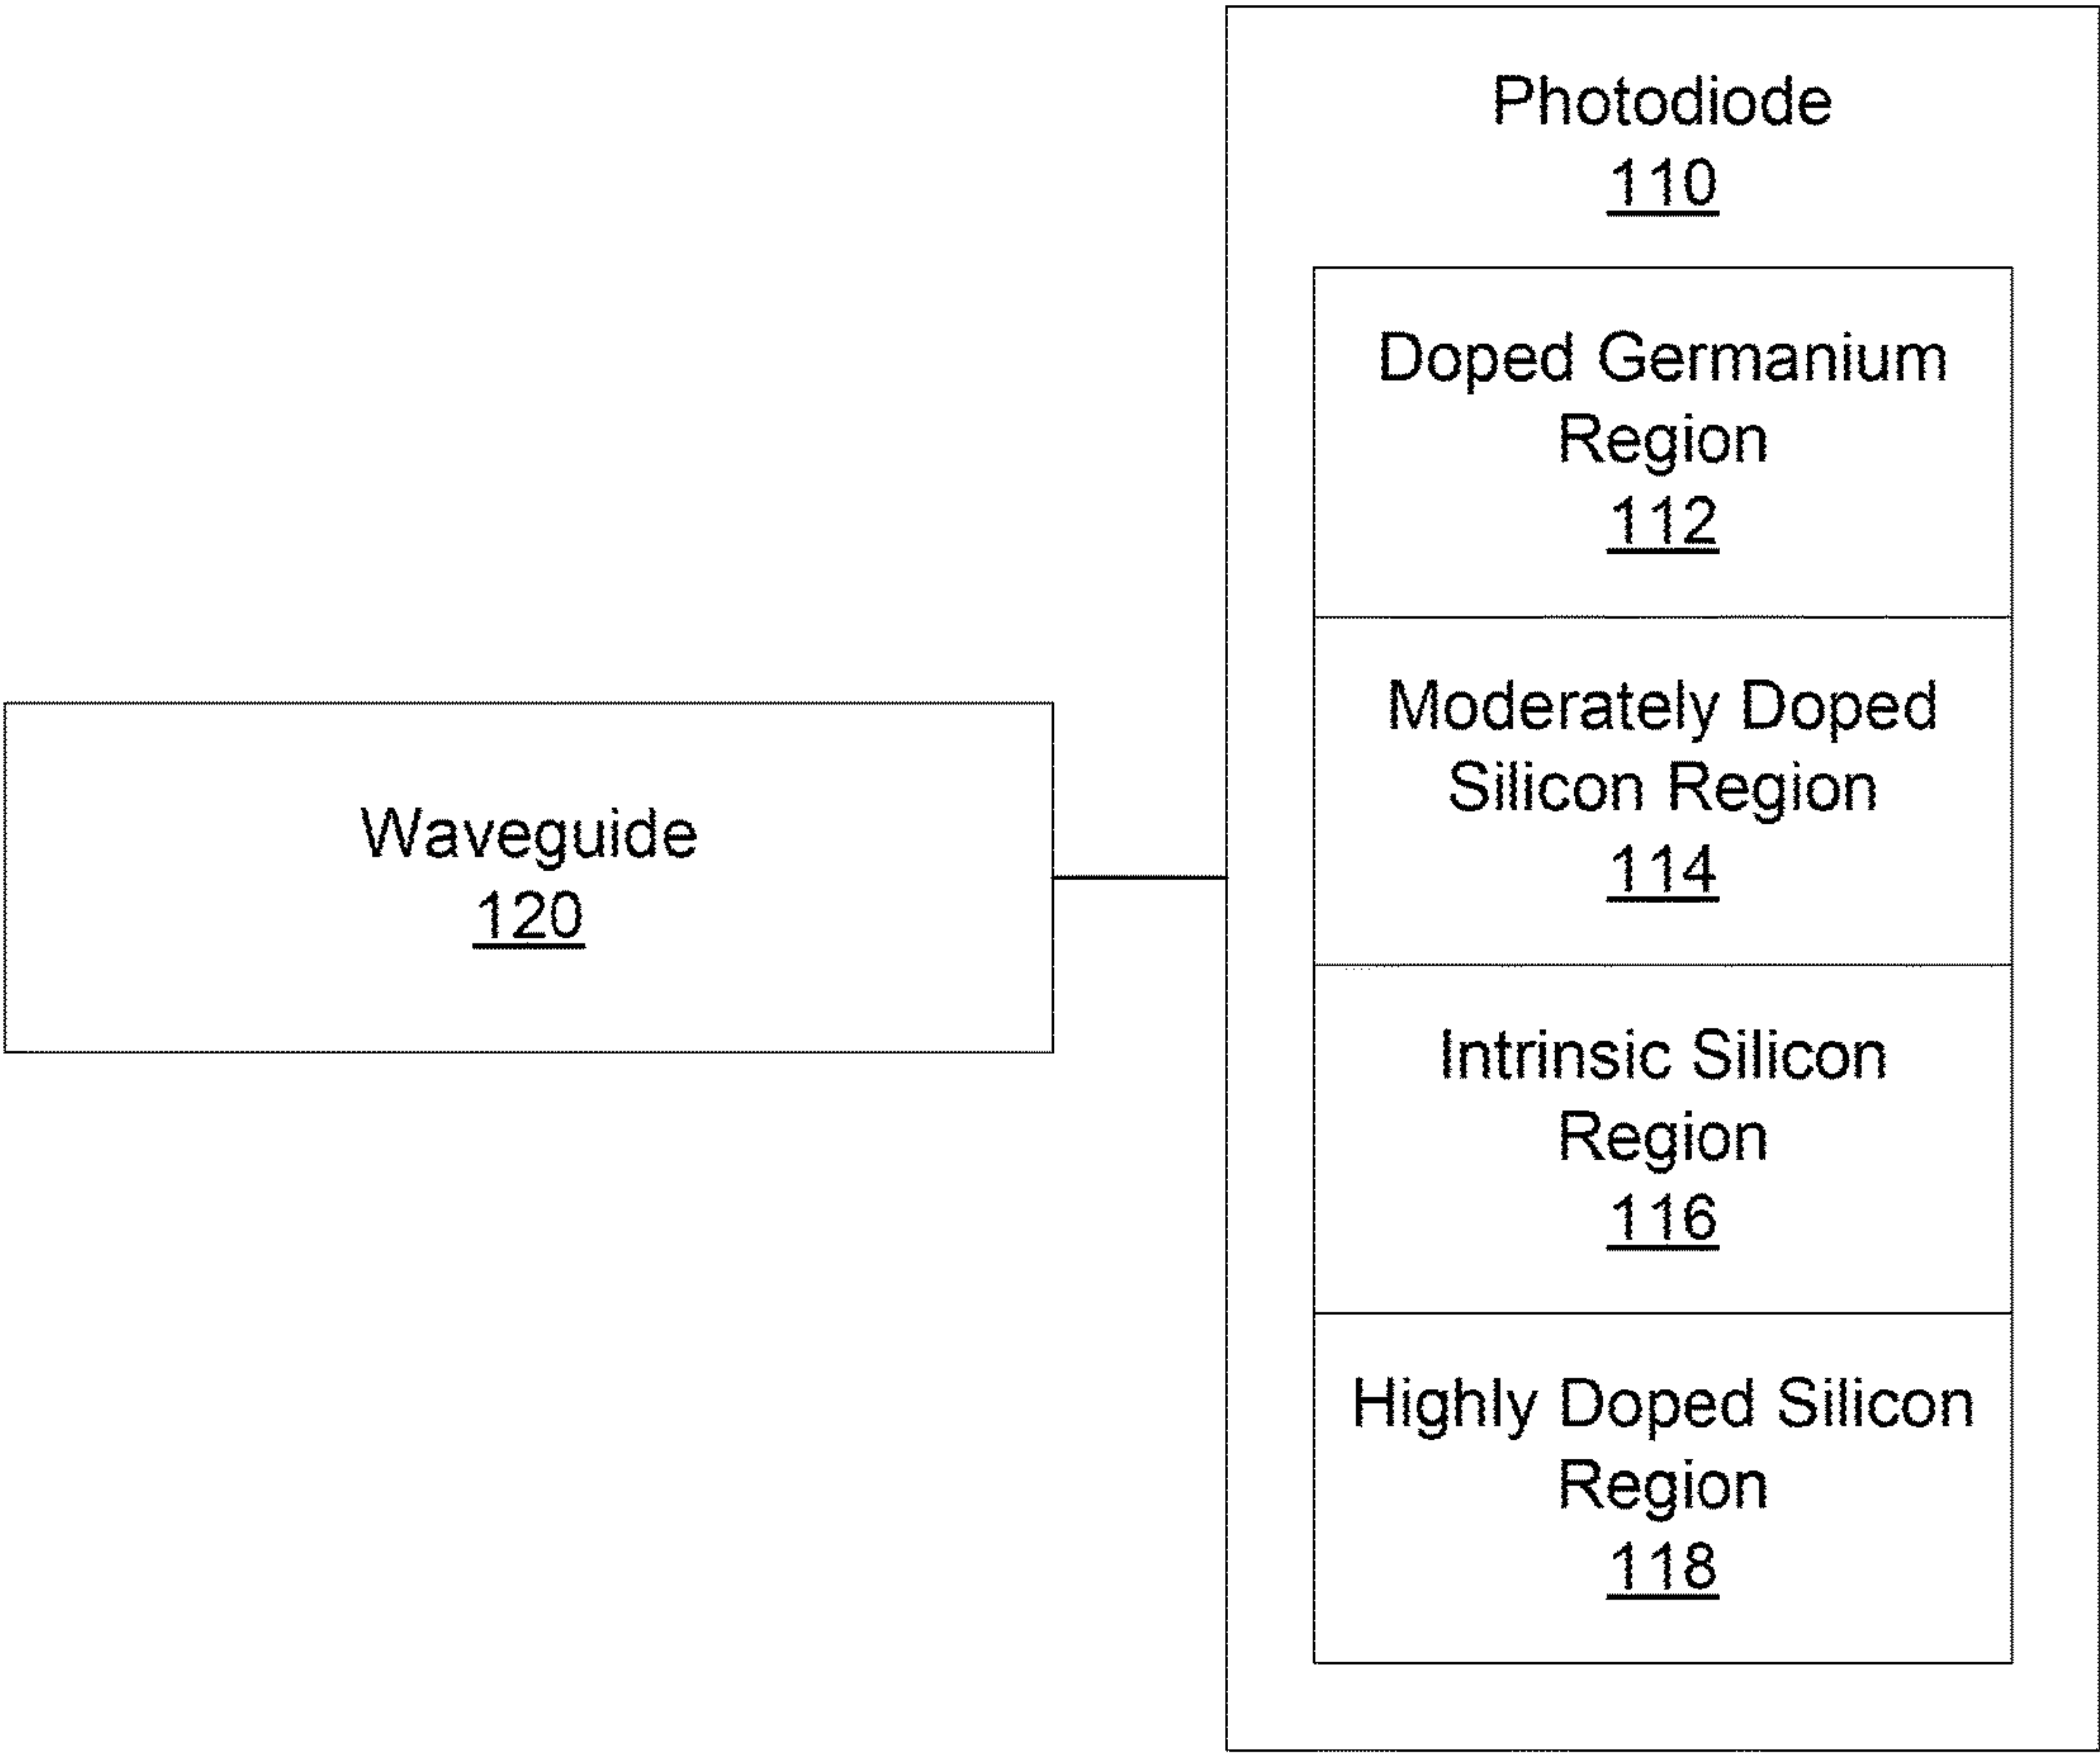 Photodiode
110
Doped Germanium
Region
112
Moderately Doped
Silicon Region
114
Waveguide
120
Intrinsic Silicon
Region
116
Highly Doped Silicon
Region
118